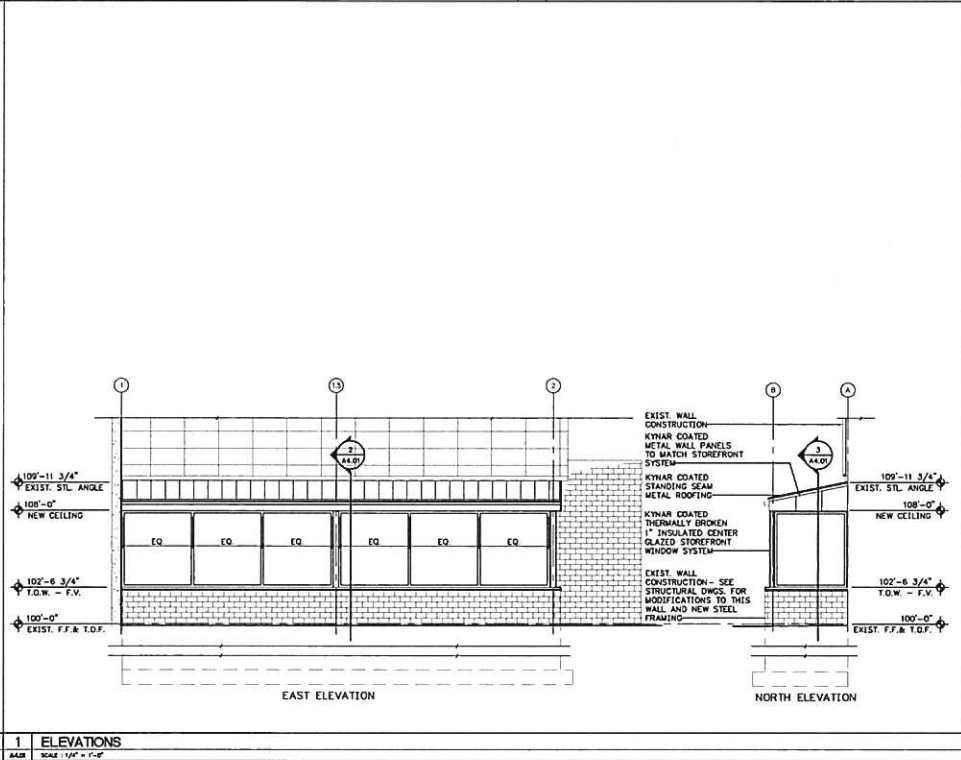 1
1.5
2
B
A
EXIST. WALL
CONSTRUCTION
KYNAR COATED
METAL WALL PANELS
TO MATCH STOREFRONT
SYSTEM
KYNAR COATED
STANDING SEAM
METAL ROOFING
KYNAR COATED
THERMALLY BROKEN
1" INSULATED CENTER
GLAZED STOREFRONT
WINDOW SYSTEM
EXIST. WALL
CONSTRUCTION- SEE
STRUCTURAL DWGS. FOR
MODIFICATIONS TO THIS
WALL AND NEW STEEL
FRAMING
2
A4.01
3
A4.01
109'-11 3/4"
EXIST. STL. ANGLE
108'-0"
NEW CEILING
102'-6 3/4"
T.O.W. - F.V.
100'-0"
EXIST. F.F.& T.O.F.
EQ. EQ. EQ. EQ. EQ. EQ.
109'-11 3/4"
EXIST. STL. ANGLE
108'-0"
NEW CEILING
102'-6 3/4"
T.O.W. - F.V.
100'-0"
EXIST. F.F.& T.O.F.
EAST ELEVATION
NORTH ELEVATION
1 ELEVATIONS
SCALE : 1/4" = 1'-0"